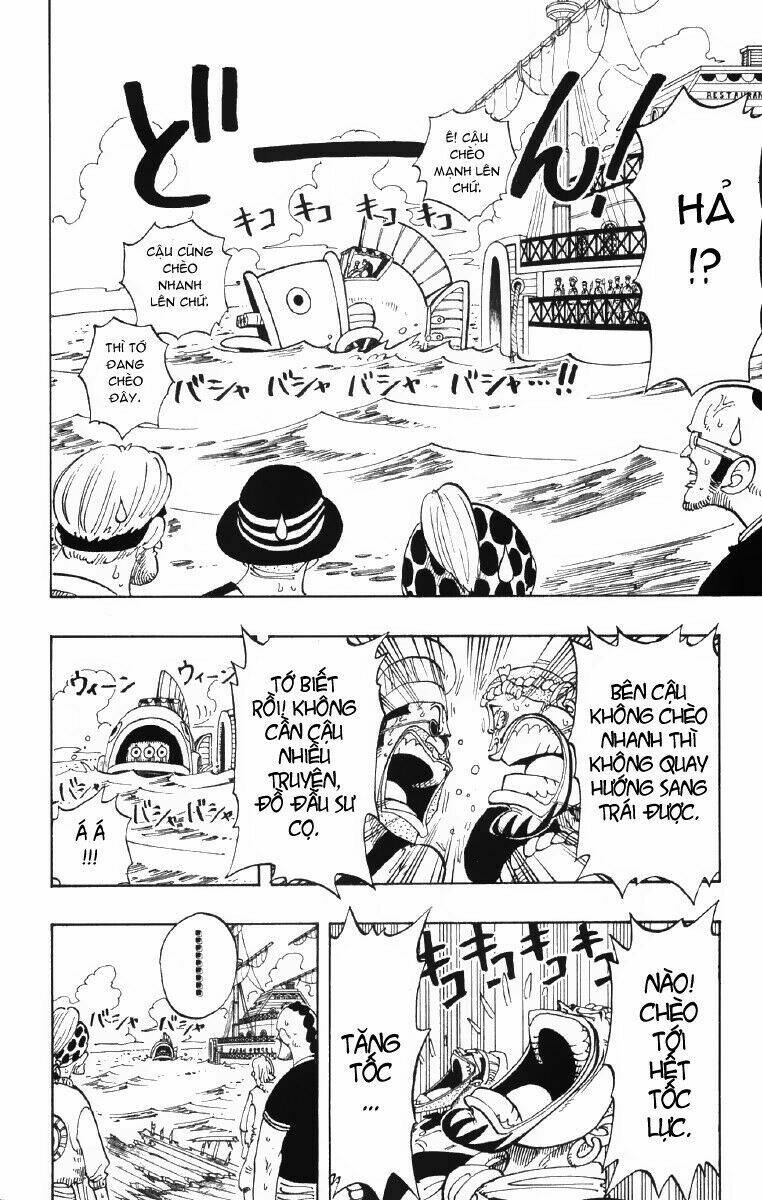 RESTAURAN
HẢ
!?
Ê! CẬU
CHÈO
MẠNH LÊN
CHỨ.
ど ー ん !!
キコ キコ キコ キコ
CẬU CŨNG
CHÈO
NHANH
LÊN CHỨ.
THÌ TỚ
ĐANG
CHÈO
ĐÂY.
バシャ バシャ バシャ バシャ…!!
BÊN CẬU
KHÔNG CHÈO
NHANH THÌ
KHÔNG QUAY
HƯỚNG SANG
TRÁI ĐƯỢC.
TỚ BIẾT
RỒI! KHÔNG
CẦN CẬU
NHIỀU
TRUYỆN,
ĐỒ ĐẦU SƯ
CỌ.
ウィーン ウィーン
バシャ バシャ
Á Á
!!!
NÀO!
CHÈO
TỚI
HẾT
TỐC
LỰC.
キコ キコ キコ キコ
TĂNG
TỐC
...
バシャ バシャ